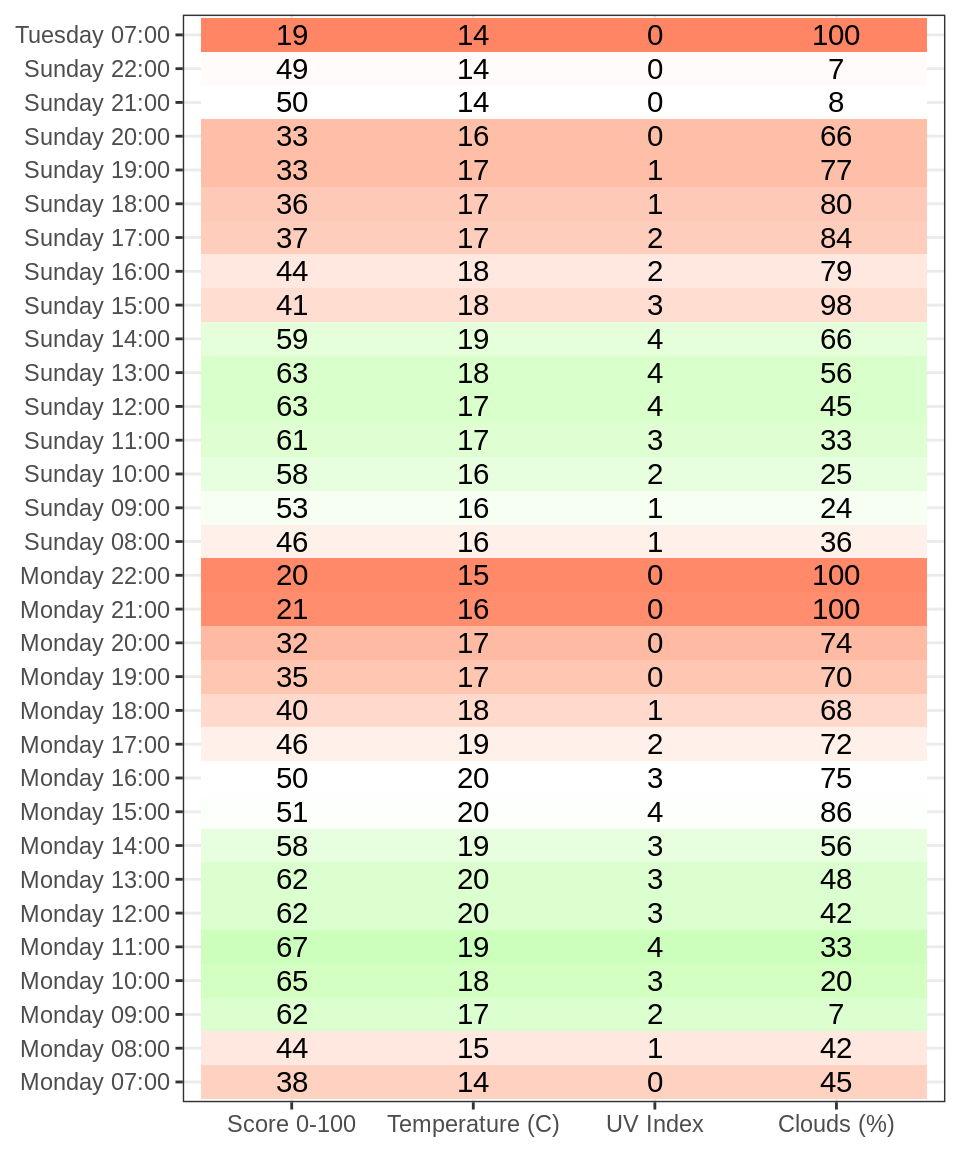 Tuesday 07:00 19 14 0 100
Sunday 22:00 49 14 0 7
Sunday 21:00 50 14 0 8
Sunday 20:00 33 16 0 66
Sunday 19:00 33 17 1 77
Sunday 18:00 36 17 1 80
Sunday 17:00 37 17 2 84
Sunday 16:00 44 18 2 79
Sunday 15:00 41 18 3 98
Sunday 14:00 59 19 4 66
Sunday 13:00 63 18 4 56
Sunday 12:00 63 17 4 45
Sunday 11:00 61 17 3 33
Sunday 10:00 58 16 2 25
Sunday 09:00 53 16 1 24
Sunday 08:00 46 16 1 36
Monday 22:00 20 15 0 100
Monday 21:00 21 16 0 100
Monday 20:00 32 17 0 74
Monday 19:00 35 17 0 70
Monday 18:00 40 18 1 68
Monday 17:00 46 19 2 72
Monday 16:00 50 20 3 75
Monday 15:00 51 20 4 86
Monday 14:00 58 19 3 56
Monday 13:00 62 20 3 48
Monday 12:00 62 20 3 42
Monday 11:00 67 19 4 33
Monday 10:00 65 18 3 20
Monday 09:00 62 17 2 7
Monday 08:00 44 15 1 42
Monday 07:00 38 14 0 45
Score 0-100 Temperature (C) UV Index Clouds (%)